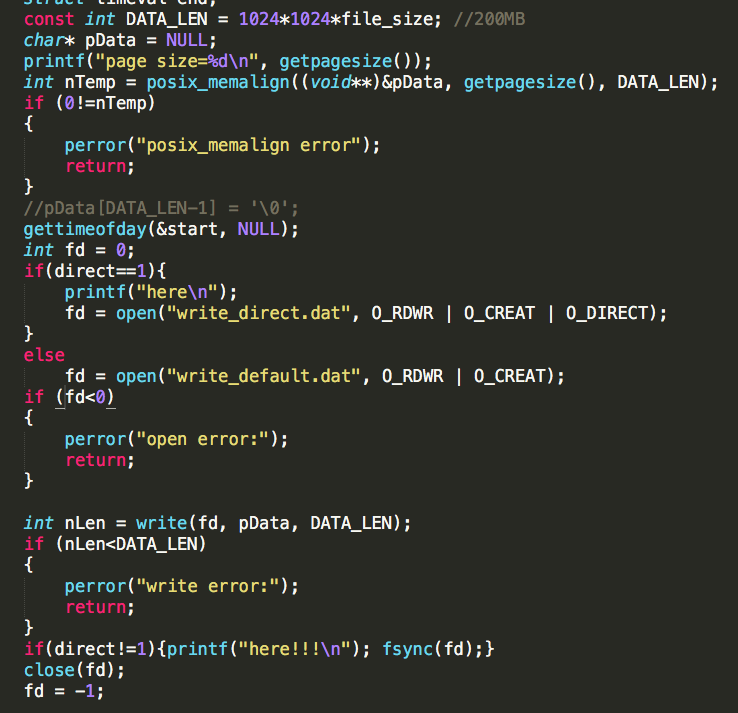 struct timeval end;
const int DATA_LEN = 1024*1024*file_size; //200MB
char* pData = NULL;
printf("page size=%d\n", getpagesize());
int nTemp = posix_memalign((void**)&pData, getpagesize(), DATA_LEN);
if (0!=nTemp)
{
    perror("posix_memalign error");
    return;
}
//pData[DATA_LEN-1] = '\0';
gettimeofday(&start, NULL);
int fd = 0;
if(direct==1){
    printf("here\n");
    fd = open("write_direct.dat", O_RDWR | O_CREAT | O_DIRECT);
}
else
    fd = open("write_default.dat", O_RDWR | O_CREAT);
if (fd<0)
{
    perror("open error:");
    return;
}

int nLen = write(fd, pData, DATA_LEN);
if (nLen<DATA_LEN)
{
    perror("write error:");
    return;
}
if(direct!=1){printf("here!!!\n"); fsync(fd);}
close(fd);
fd = -1;